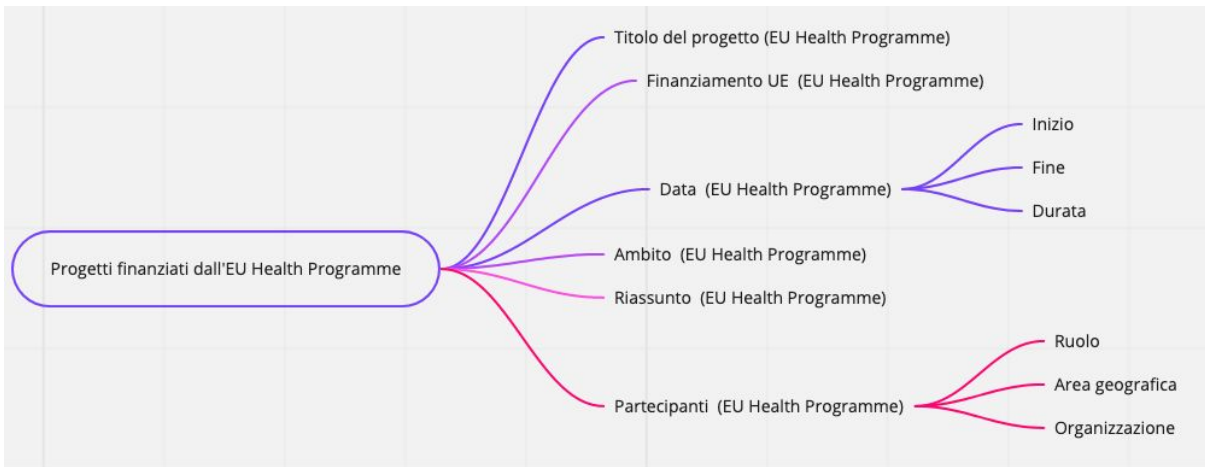 Titolo del progetto (EU Health Programme)
Finanziamento UE (EU Health Programme)
Inizio
Fine
Data (EU Health Programme)
Durata
Ambito (EU Health Programme)
Progetti finanziati dall'EU Health Programme
Riassunto (EU Health Programme)
Ruolo
Area geografica
Partecipanti (EU Health Programme)
Organizzazione